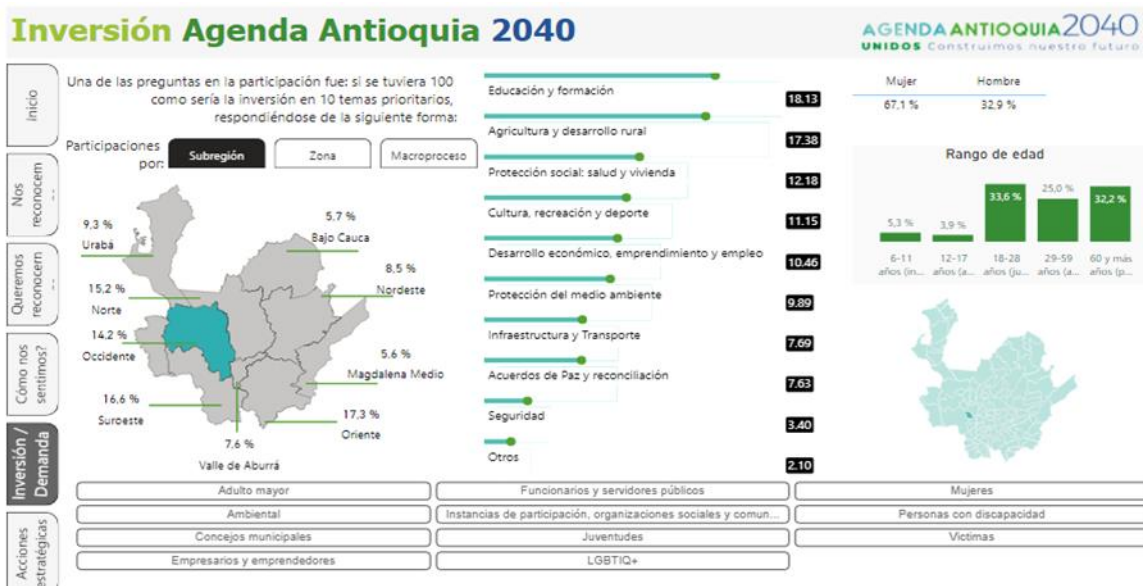 Inversión Agenda Antioquia 2040
AGENDA ANTIOQUIA 2040
UNIDOS Construimos nuestro futuro
Inicio
Nos
reconocem
..
Queremos
reconocern
..
Cómo nos
sentimos?
Inversión /
Demanda
Acciones
estratégicas
Una de las preguntas en la participación fue: si se tuviera 100
como sería la inversión en 10 temas prioritarios,
respondiéndose de la siguiente forma:
Participaciones
por:
Subregión
Zona
Macroproceso
9,3 %
Urabá
5,7 %
Bajo Cauca
8,5 %
Nordeste
15,2 %
Norte
14,2 %
Occidente
5,6 %
Magdalena Medio
16,6 %
Suroeste
17,3 %
Oriente
7,6 %
Valle de Aburrá
Educación y formación
18.13
Agricultura y desarrollo rural
17.38
Protección social: salud y vivienda
12.18
Cultura, recreación y deporte
11.15
Desarrollo económico, emprendimiento y empleo
10.46
Protección del medio ambiente
9.89
Infraestructura y Transporte
7.69
Acuerdos de Paz y reconciliación
7.63
Seguridad
3.40
Otros
2.10
Mujer Hombre
67,1 % 32,9 %
Rango de edad
5,3 % 3,9 % 33,6 % 25,0 % 32,2 %
6-11 12-17 18-28 29-59 60 y más
años (in... años (a... años (ju... años (a... años (p...
Adulto mayor
Funcionarios y servidores públicos
Mujeres
Ambiental
Instancias de participación, organizaciones sociales y comun...
Personas con discapacidad
Concejos municipales
Juventudes
Victimas
Empresarios y emprendedores
LGBTIQ+